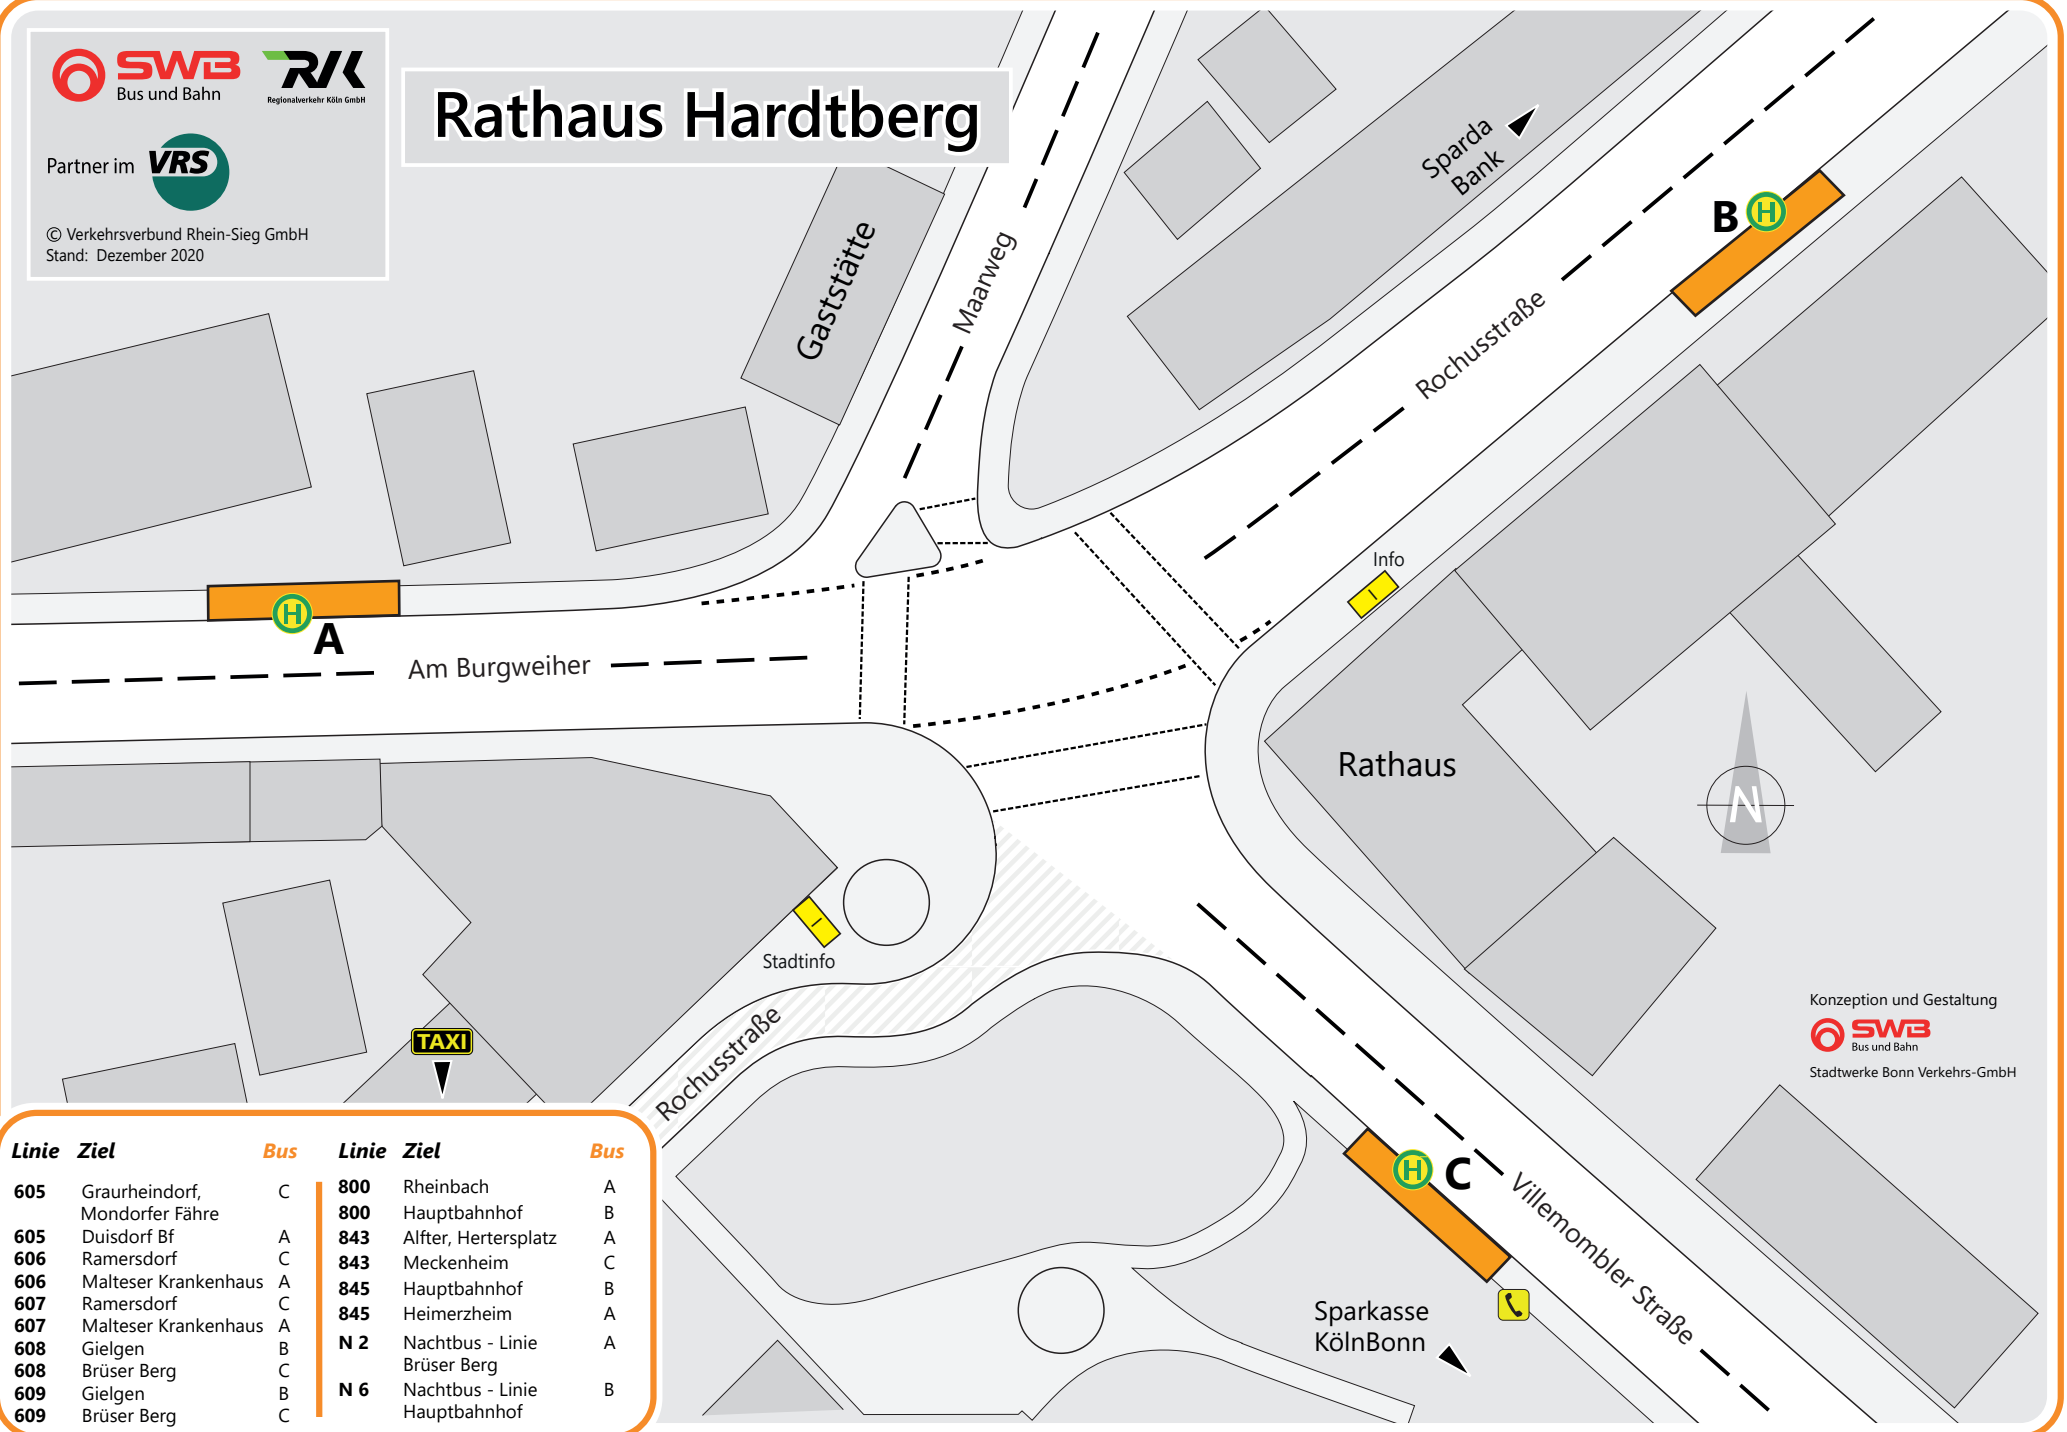 SWB
Bus und Bahn
RVK
Regionalverkehr Köln GmbH
Partner im VRS
© Verkehrsverbund Rhein-Sieg GmbH
Stand: Dezember 2020
Rathaus Hardtberg
Gaststätte
Maarweg
Sparda
Bank
B H
Rochusstraße
Info
H
A
Am Burgweiher
Rathaus
N
Stadtinfo
TAXI
Rochusstraße
Konzeption und Gestaltung
SWB
Bus und Bahn
Stadtwerke Bonn Verkehrs-GmbH
H C
Villemombler Straße
Sparkasse
KölnBonn
Linie Ziel Bus
605 Graurheindorf, C
Mondorfer Fähre
605 Duisdorf Bf A
606 Ramersdorf C
606 Malteser Krankenhaus A
607 Ramersdorf C
607 Malteser Krankenhaus A
608 Gielgen B
608 Brüser Berg C
609 Gielgen B
609 Brüser Berg C
Linie Ziel Bus
800 Rheinbach A
800 Hauptbahnhof B
843 Alfter, Hertersplatz A
843 Meckenheim C
845 Hauptbahnhof B
845 Heimerzheim A
N 2 Nachtbus - Linie A
Brüser Berg
N 6 Nachtbus - Linie B
Hauptbahnhof